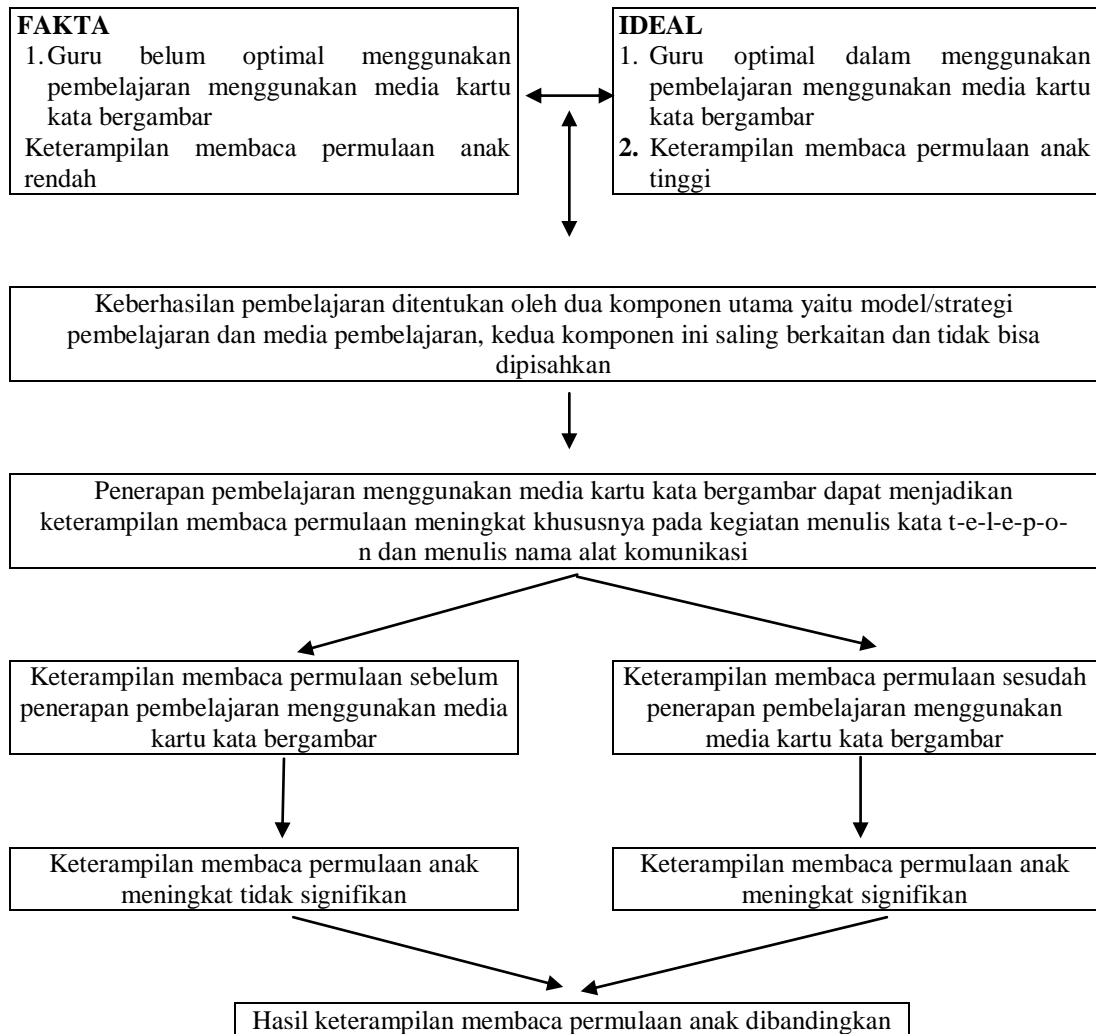 FAKTA
1. Guru belum optimal menggunakan
pembelajaran menggunakan media kartu
kata bergambar
Keterampilan membaca permulaan anak
rendah
IDEAL
1. Guru optimal dalam menggunakan
pembelajaran menggunakan media kartu
kata bergambar
2. Keterampilan membaca permulaan anak
tinggi
Keberhasilan pembelajaran ditentukan oleh dua komponen utama yaitu model/strategi
pembelajaran dan media pembelajaran, kedua komponen ini saling berkaitan dan tidak bisa
dipisahkan
Penerapan pembelajaran menggunakan media kartu kata bergambar dapat menjadikan
keterampilan membaca permulaan meningkat khususnya pada kegiatan menulis kata t-e-l-e-p-o-
n dan menulis nama alat komunikasi
Keterampilan membaca permulaan sebelum
penerapan pembelajaran menggunakan media
kartu kata bergambar
Keterampilan membaca permulaan sesudah
penerapan pembelajaran menggunakan
media kartu kata bergambar
Keterampilan membaca permulaan anak
meningkat tidak signifikan
Keterampilan membaca permulaan anak
meningkat signifikan
Hasil keterampilan membaca permulaan anak dibandingkan